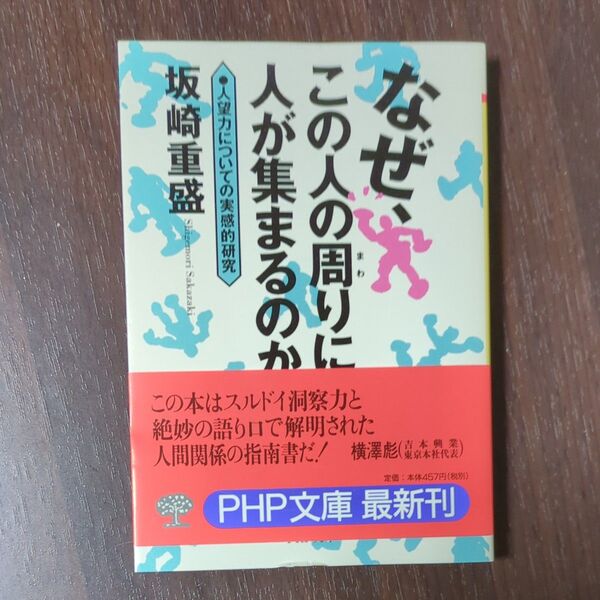 なぜ、
この人の周りに
まわ
人が集まるのか
●人望力についての実感的研究
坂崎重盛
Shigemori Sakazaki
この本はスルドイ洞察力と
絶妙の語り口で解明された
人間関係の指南書だ!
横澤彪(吉本興業
東京本社代表)
定価:本体457円(税別)
PHP文庫 最新刊